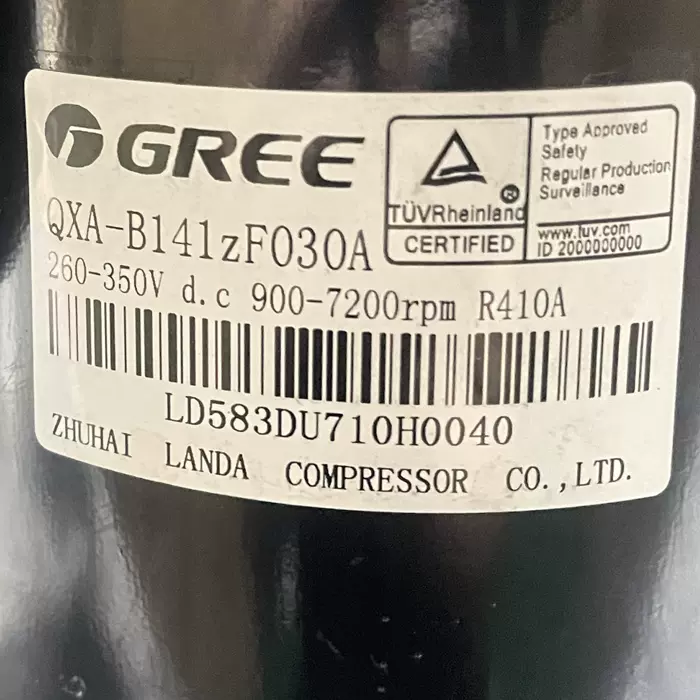 GREE
TÜVRheinland®
CERTIFIED
Type Approved
Safety
Regular Production
Surveillance
www.tuv.com
ID 2000000000
QXA-B141zF030A
260-350V d.c 900-7200rpm R410A
LD583DU710H0040
ZHUHAI LANDA COMPRESSOR CO.,LTD.